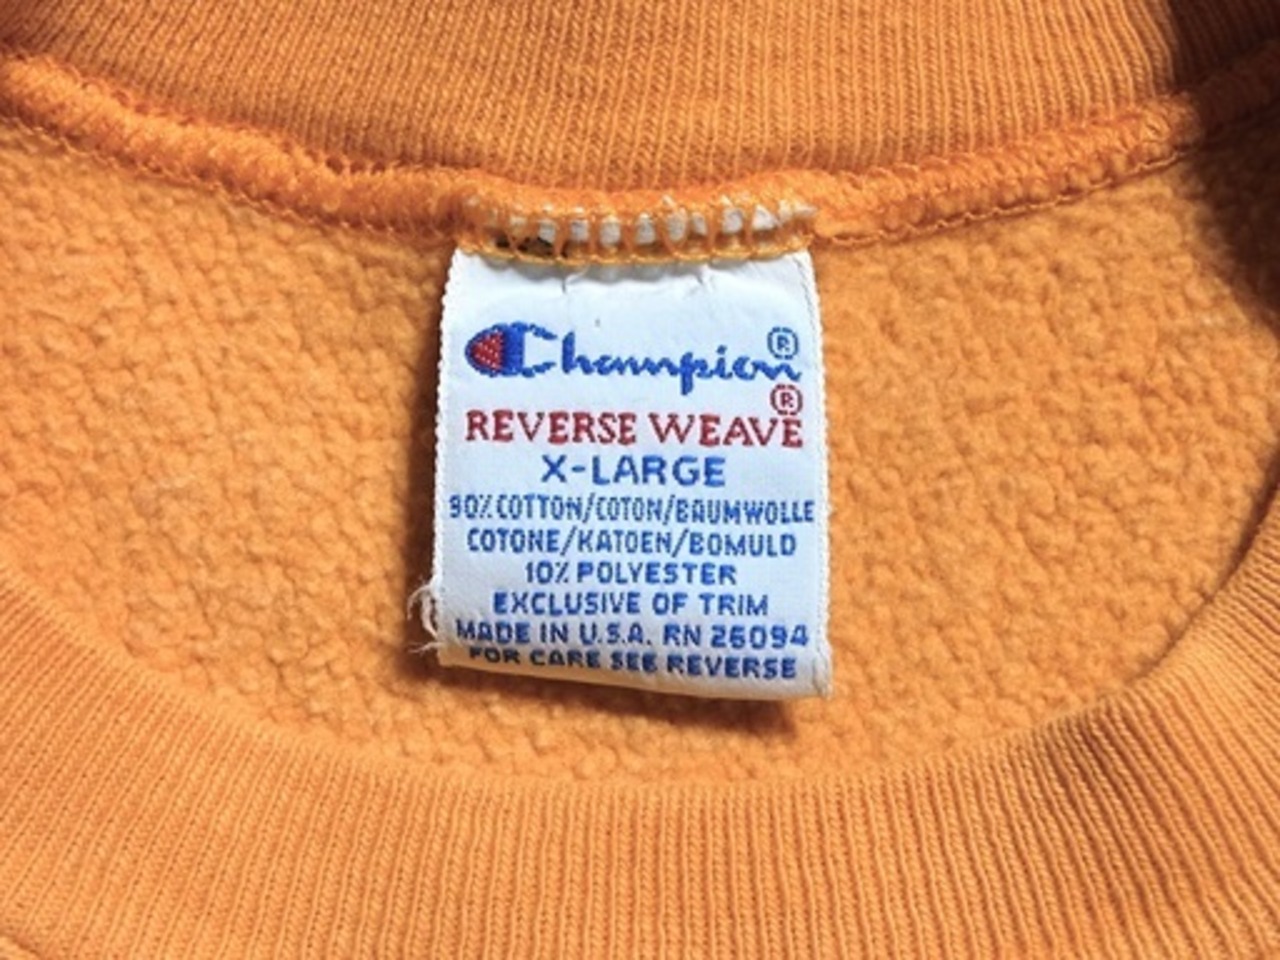 Champion®
REVERSE WEAVE®
X-LARGE
90% COTTON/COTON/BAUMWOLLE
COTONE/KATOEN/BOMULD
10% POLYESTER
EXCLUSIVE OF TRIM
MADE IN U.S.A. RN 26094
FOR CARE SEE REVERSE